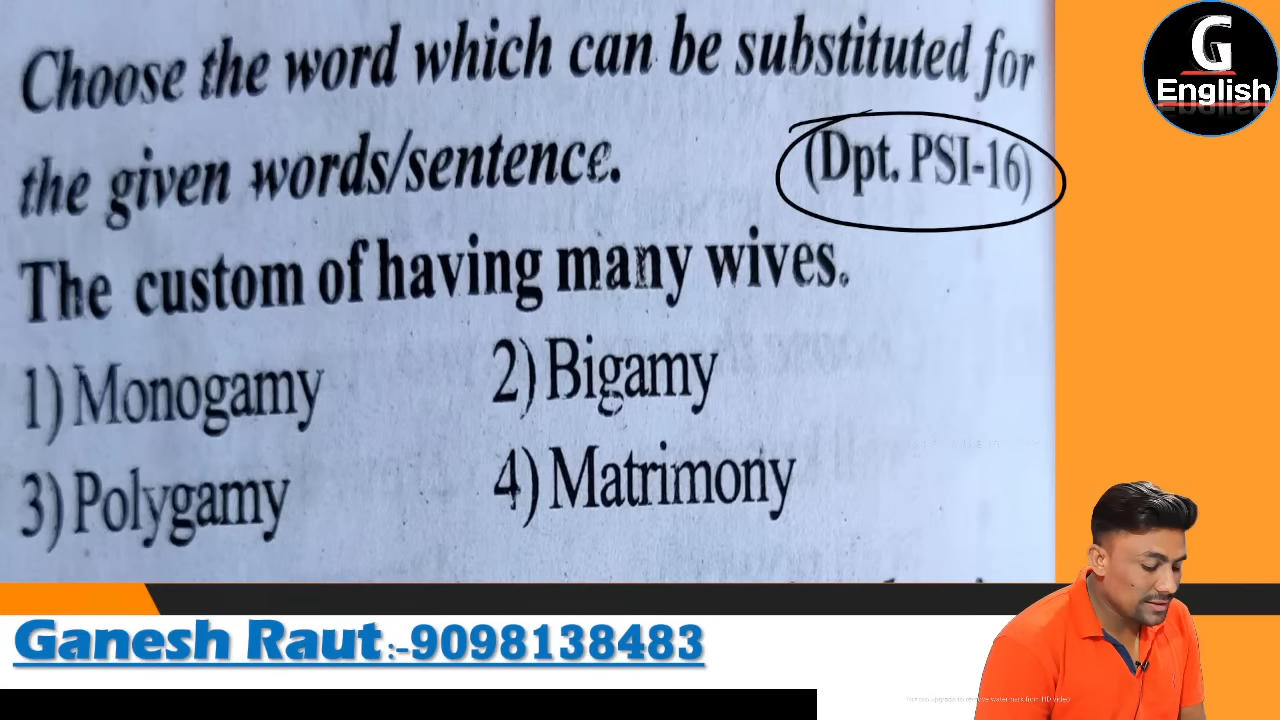 Choose the word which can be substituted for
the given words/sentence. (Dpt. PSI-16)
The custom of having many wives.
1) Monogamy 2) Bigamy
3) Polygamy 4) Matrimony
G
English
Ganesh Raut:-9098138483